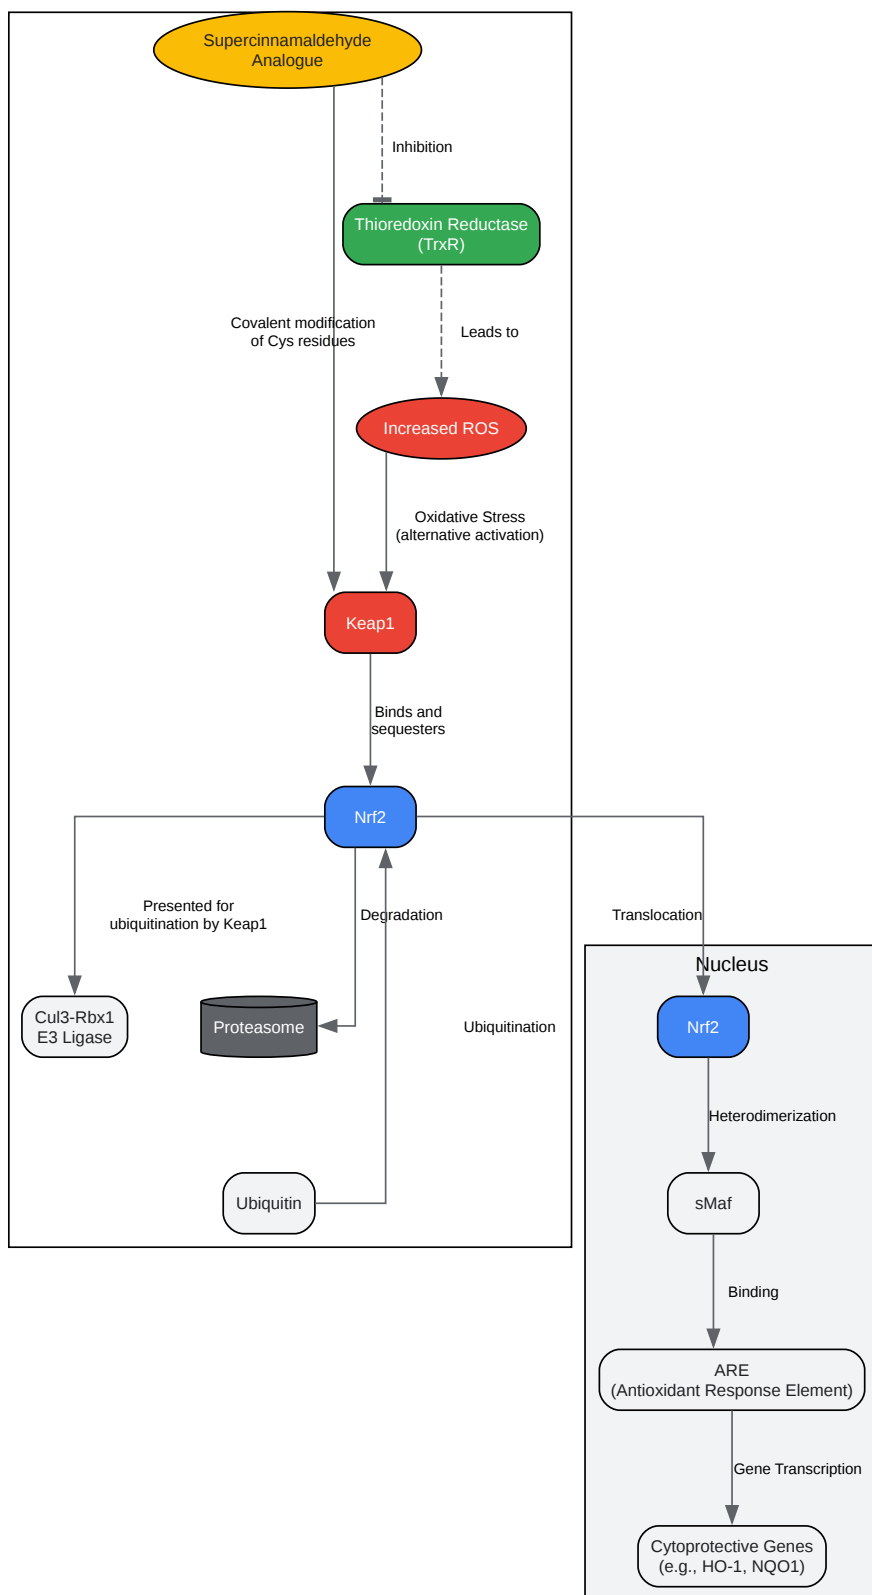 Supercinnamaldehyde
Analogue
Inhibition
Thioredoxin Reductase
(TrxR)
Covalent modification
of Cys residues
Leads to
Increased ROS
Oxidative Stress
(alternative activation)
Keap1
Binds and
sequesters
Nrf2
Presented for
ubiquitination by Keap1
Degradation
Translocation
Nucleus
Cul3-Rbx1
E3 Ligase
Proteasome
Ubiquitination
Nrf2
Heterodimerization
Ubiquitin
sMaf
Binding
ARE
(Antioxidant Response Element)
Gene Transcription
Cytoprotective Genes
(e.g., HO-1, NQO1)